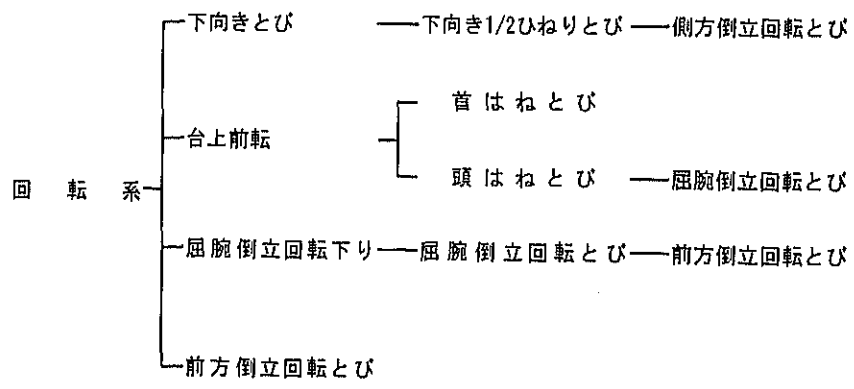 下向きとび 下向き1/2ひねりとび 側方倒立回転とび
首はねとび
台上前転
頭はねとび 屈腕倒立回転とび
回転系
屈腕倒立回転下り 屈腕倒立回転とび 前方倒立回転とび
前方倒立回転とび